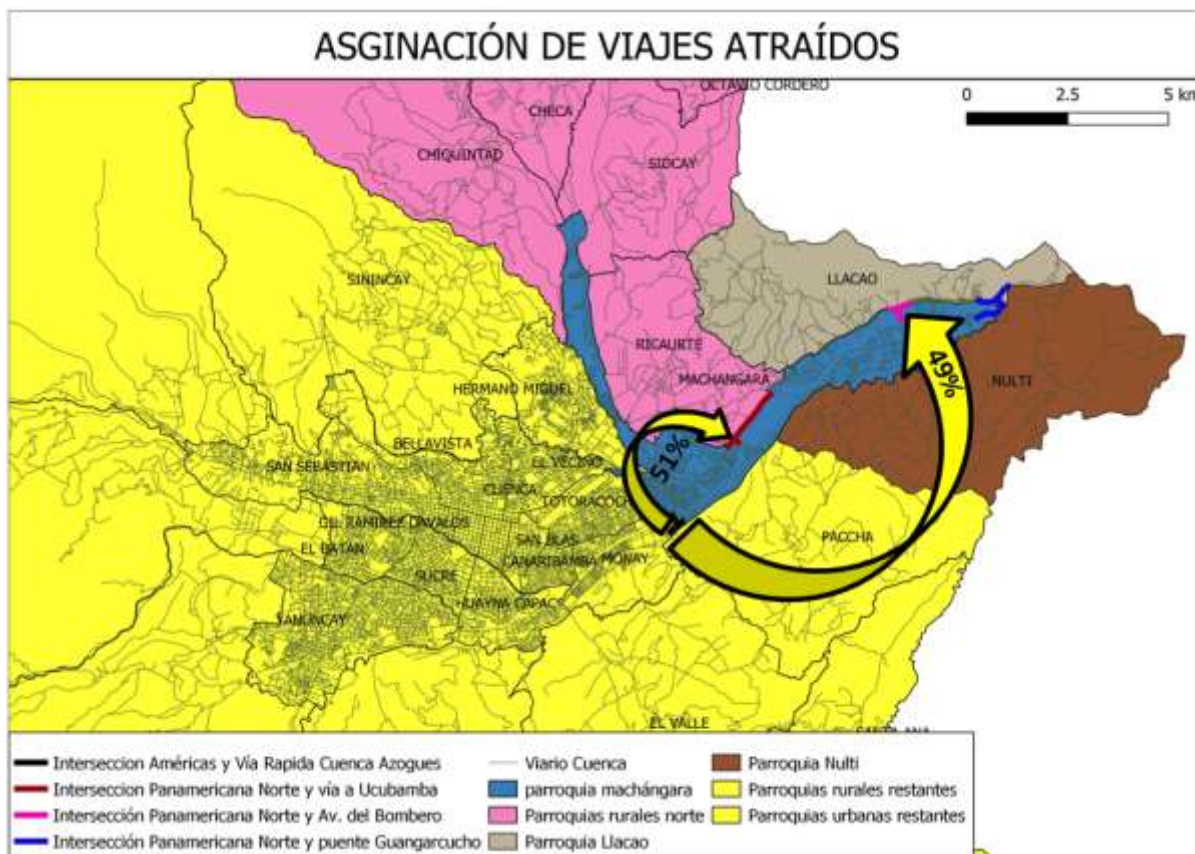 ASGINACIÓN DE VIAJES ATRAÍDOS
OCTAVIO CORDERO
0 2.5 5 km
CHECA
CHIQUINTAD
SIDCAY
SININCAY
LLACAO
RICAURTE
MACHANGARA
NULTI
49%
HERMANO MIGUEL
BELLAVISTA
51%
SAN SEBASTIAN
EL VECINO
CUENCA
TOTORACOCHA
GIL RAMIREZ DAVALOS
SAN BLAS
PACCHA
EL BATAN
CAÑARIBAMBA
MONAY
SUCRE
HUAYNA CAPAC
YANUNCAY
EL VALLE
SANTA ANA
Interseccion Américas y Vía Rapida Cuenca Azogues
Interseccion Panamericana Norte y vía a Ucubamba
Intersección Panamericana Norte y Av. del Bombero
Intersección Panamericana Norte y puente Guangarcucho
Viario Cuenca
parroquia machángara
Parroquias rurales norte
Parroquia Llacao
Parroquia Nulti
Parroquias rurales restantes
Parroquias urbanas restantes